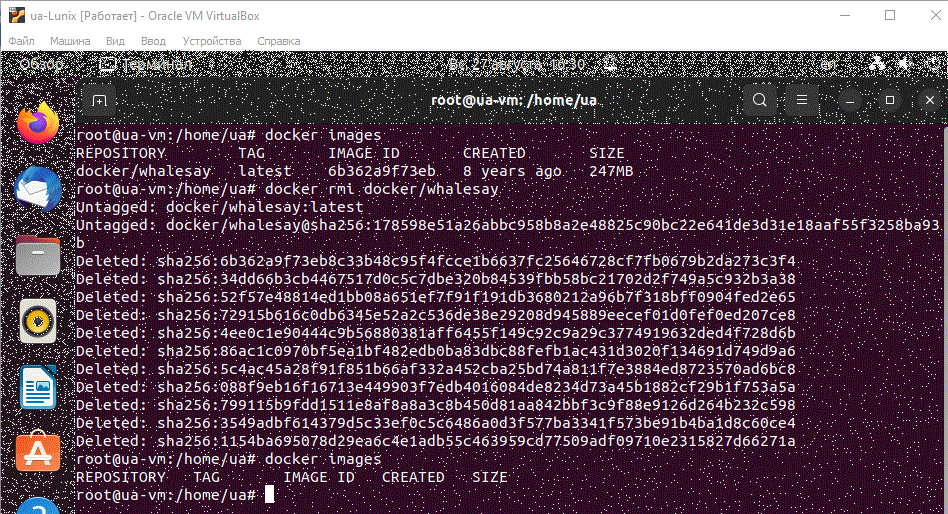 ua-Lunix [Работает] - Oracle VM VirtualBox
Файл Машина Вид Ввод Устройства Справка
Обзор Терминал Вс, 27 августа 10:30 en
root@ua-vm: /home/ua
root@ua-vm:/home/ua# docker images
REPOSITORY TAG IMAGE ID CREATED SIZE
docker/whalesay latest 6b362a9f73eb 8 years ago 247MB
root@ua-vm:/home/ua# docker rmi docker/whalesay
Untagged: docker/whalesay:latest
Untagged: docker/whalesay@sha256:178598e51a26abbc958b8a2e48825c90bc22e641de3d31e18aaf55f3258ba93
b
Deleted: sha256:6b362a9f73eb8c33b48c95f4fcce1b6637fc25646728cf7fb0679b2da273c3f4
Deleted: sha256:34dd66b3cb4467517d0c5c7dbe320b84539fbb58bc21702d2f749a5c932b3a38
Deleted: sha256:52f57e48814ed1bb08a651ef7f91f191db3680212a96b7f318bff0904fed2e65
Deleted: sha256:72915b616c0db6345e52a2c536de38e29208d945889eecef01d0fef0ed207ce8
Deleted: sha256:4ee0c1e90444c9b56880381aff6455f149c92c9a29c3774919632ded4f728d6b
Deleted: sha256:86ac1c0970bf5ea1bf482edb0ba83dbc88fefb1ac431d3020f134691d749d9a6
Deleted: sha256:5c4ac45a28f91f851b66af332a452cba25bd74a811f7e3884ed8723570ad6bc8
Deleted: sha256:088f9eb16f16713e449903f7edb4016084de8234d73a45b1882cf29b1f753a5a
Deleted: sha256:799115b9fdd1511e8af8a8a3c8b450d81aa842bbf3c9f88e9126d264b232c598
Deleted: sha256:3549adbf614379d5c33ef0c5c6486a0d3f577ba3341f573be91b4ba1d8c60ce4
Deleted: sha256:1154ba695078d29ea6c4e1adb55c463959cd77509adf09710e2315827d66271a
root@ua-vm:/home/ua# docker images
REPOSITORY TAG IMAGE ID CREATED SIZE
root@ua-vm:/home/ua#